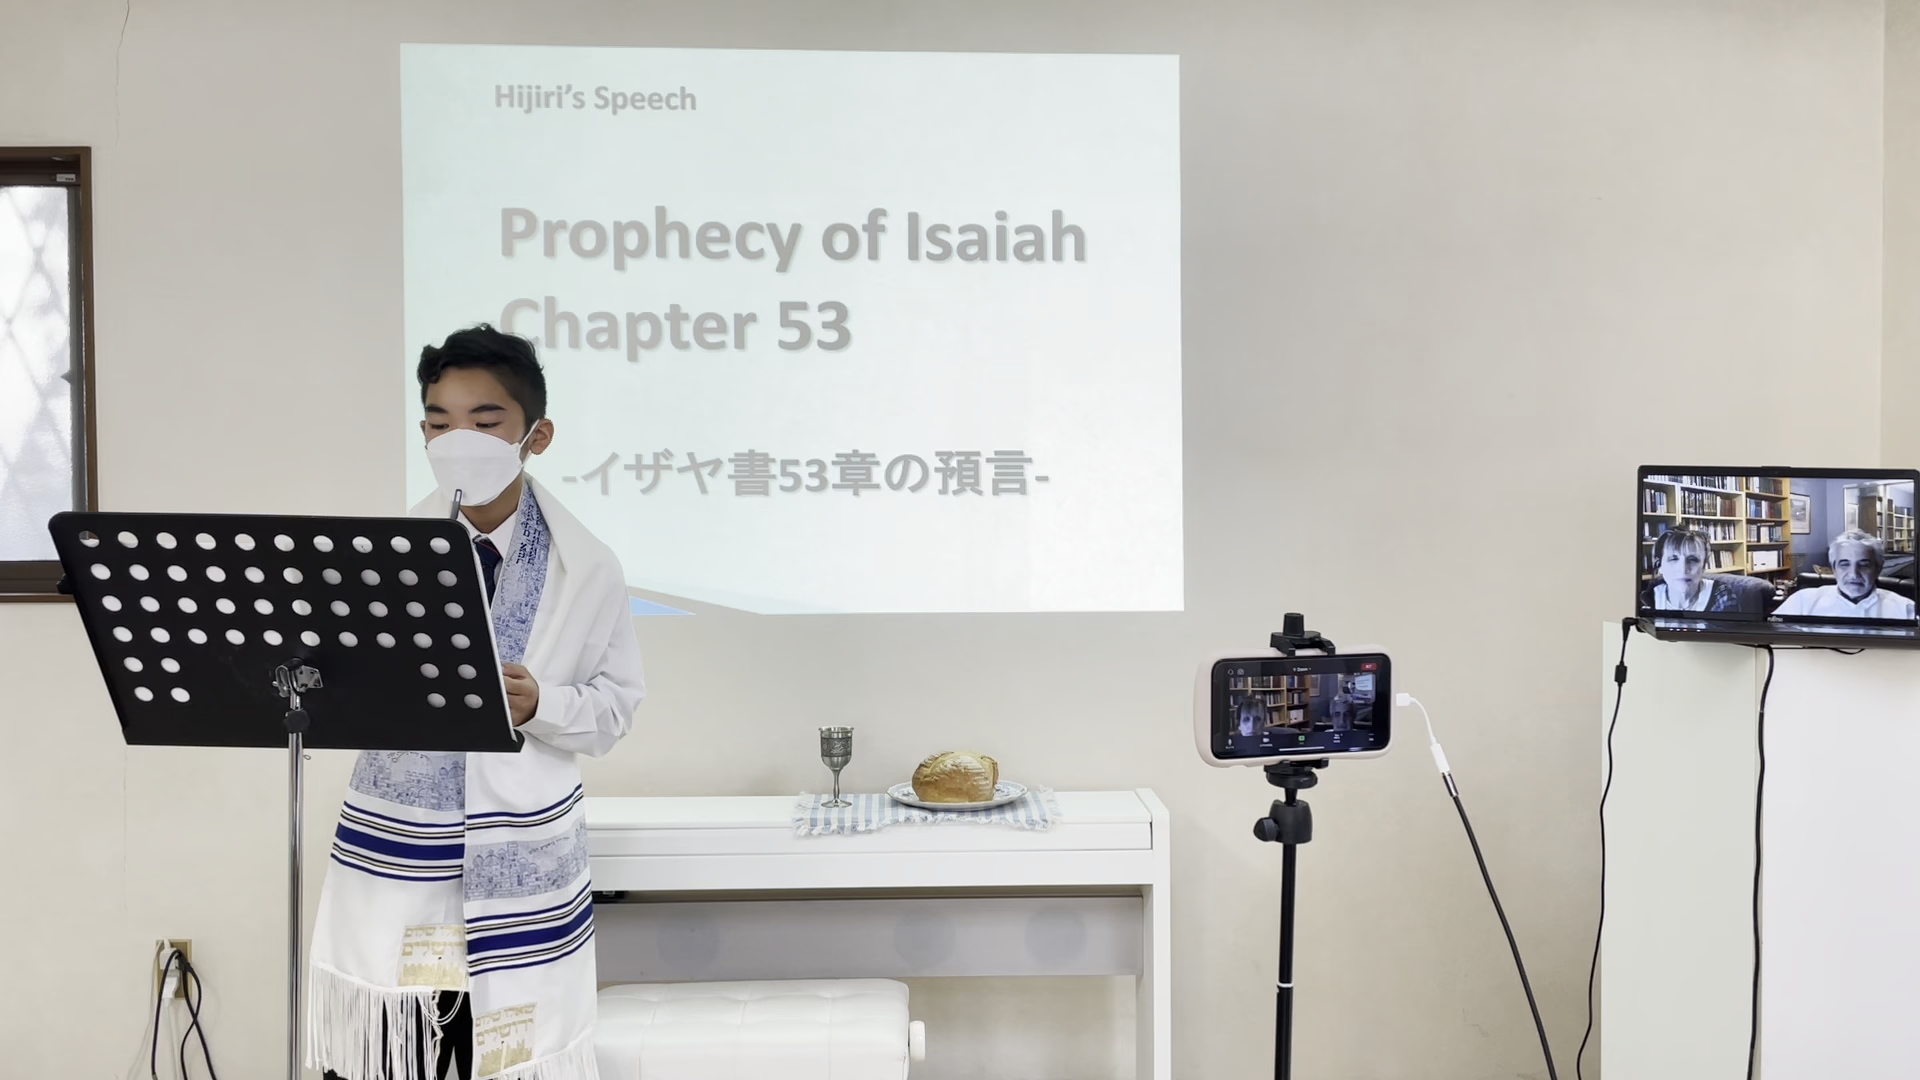 Hijiri's Speech
Prophecy of Isaiah
Chapter 53
-イザヤ書53章の預言-